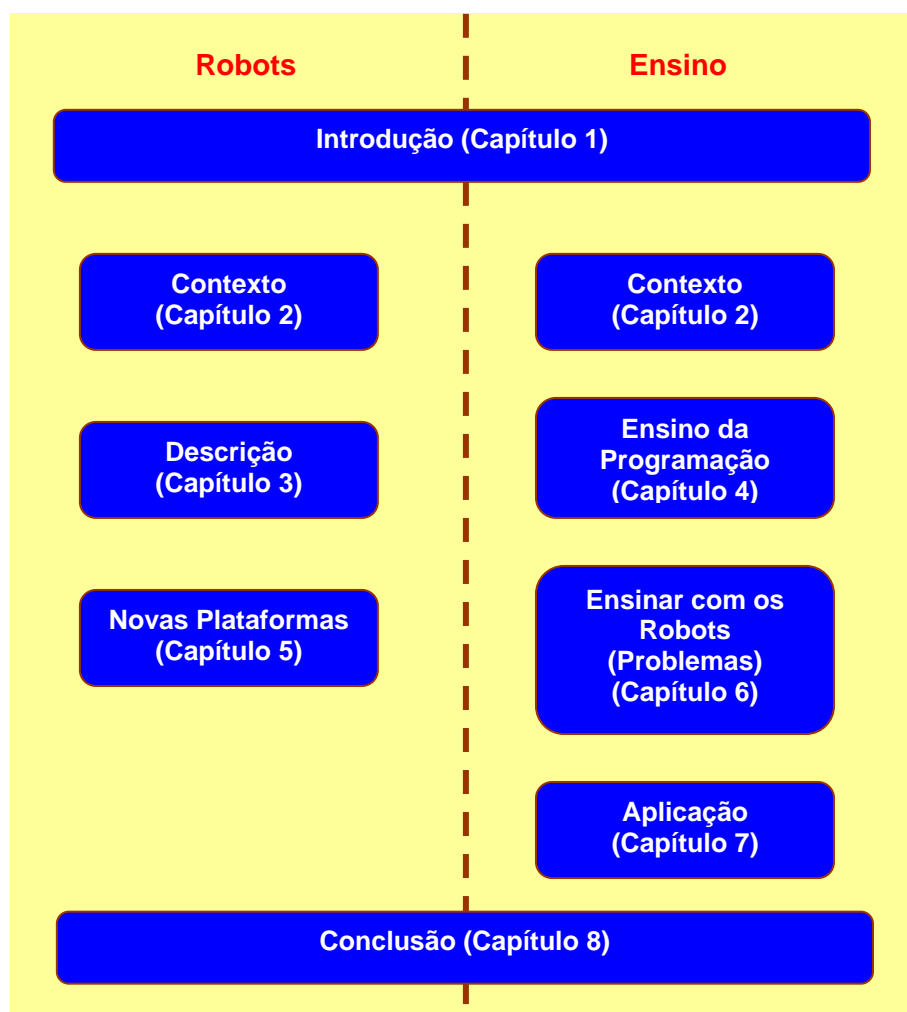 Robots
Ensino
Introdução (Capítulo 1)
Contexto
(Capítulo 2)
Contexto
(Capítulo 2)
Descrição
(Capítulo 3)
Ensino da
Programação
(Capítulo 4)
Novas Plataformas
(Capítulo 5)
Ensinar com os
Robots
(Problemas)
(Capítulo 6)
Aplicação
(Capítulo 7)
Conclusão (Capítulo 8)